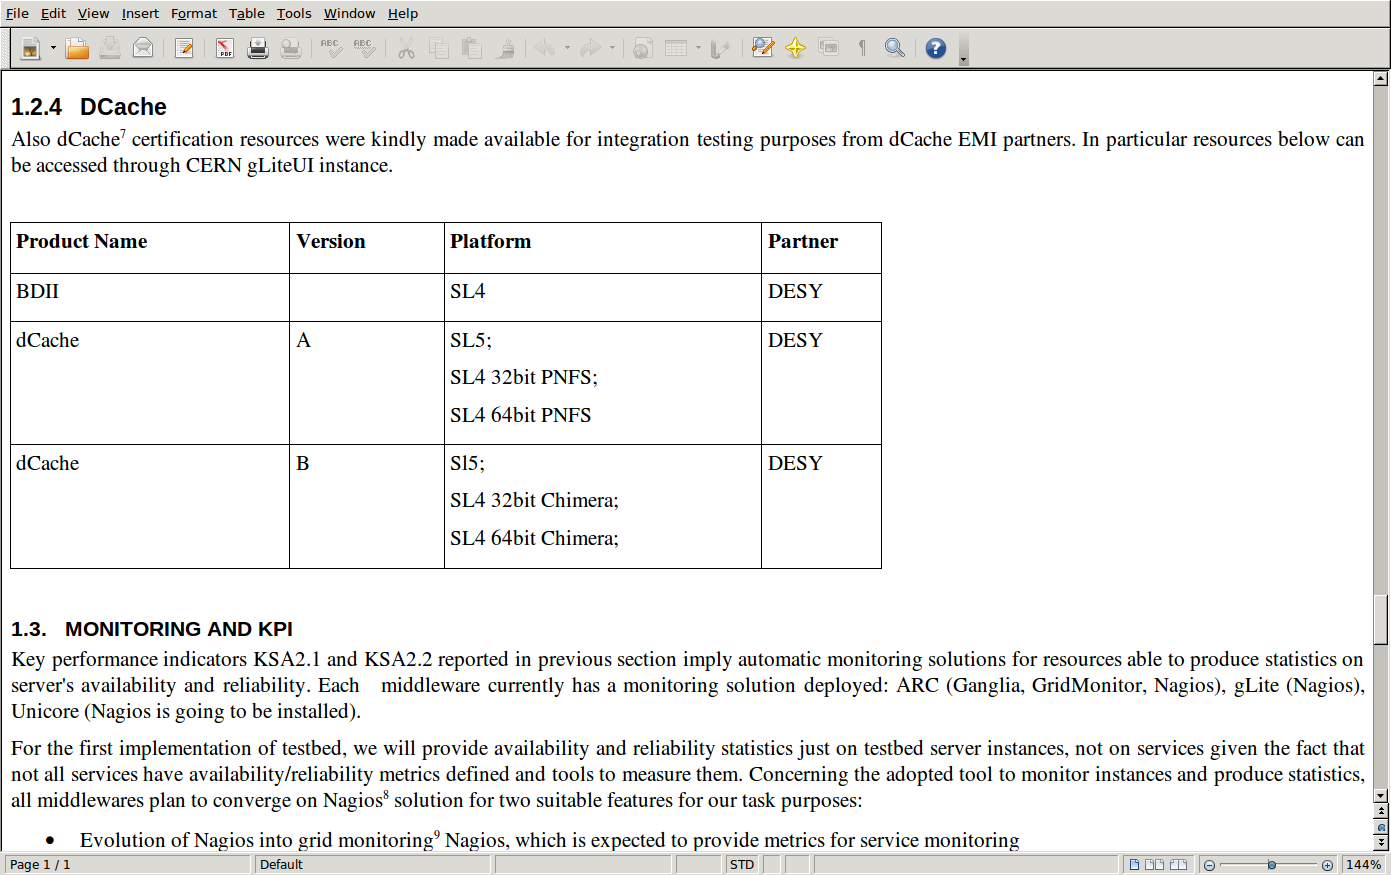 File Edit View Insert Format Table Tools Window Help
PDF ABC ABC
1.2.4 DCache
Also dCache7 certification resources were kindly made available for integration testing purposes from dCache EMI partners. In particular resources below can
be accessed through CERN gLiteUI instance.
Product Name Version Platform Partner
BDII SL4 DESY
dCache A SL5; DESY
SL4 32bit PNFS;
SL4 64bit PNFS
dCache B Sl5; DESY
SL4 32bit Chimera;
SL4 64bit Chimera;
1.3. MONITORING AND KPI
Key performance indicators KSA2.1 and KSA2.2 reported in previous section imply automatic monitoring solutions for resources able to produce statistics on
server's availability and reliability. Each middleware currently has a monitoring solution deployed: ARC (Ganglia, GridMonitor, Nagios), gLite (Nagios),
Unicore (Nagios is going to be installed).
For the first implementation of testbed, we will provide availability and reliability statistics just on testbed server instances, not on services given the fact that
not all services have availability/reliability metrics defined and tools to measure them. Concerning the adopted tool to monitor instances and produce statistics,
all middlewares plan to converge on Nagios8 solution for two suitable features for our task purposes:
• Evolution of Nagios into grid monitoring9 Nagios, which is expected to provide metrics for service monitoring
Page 1 / 1 Default STD 144%